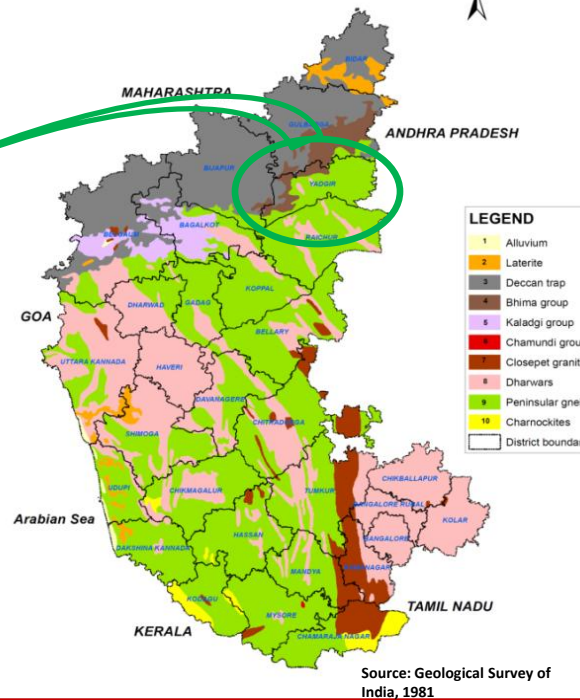 BIDAR
MAHARASHTRA
GULBARGA
ANDHRA PRADESH
BIJAPUR
YADGIR
BAGALKOT
BELGAUM
RAICHUR
LEGEND
1 Alluvium
2 Laterite
3 Deccan trap
4 Bhima group
5 Kaladgi group
6 Chamundi grou
7 Closepet granit
8 Dharwars
9 Peninsular gne
10 Charnockites
District bounda
KOPPAL
GOA
DHARWAD
GADAG
BELLARY
UTTARA KANNADA
HAVERI
DAVANAGERE
CHITRADURGA
SHIMOGA
CHIKBALLAPUR
UDUPI
CHIKMAGALUR
TUMKUR
BANGALORE RURAL
KOLAR
Arabian Sea
HASSAN
BANGALORE
DAKSHINA KANNADA
MANDYA
KODAGU
MYSORE
TAMIL NADU
KERALA
CHAMARAJA NAGAR
Source: Geological Survey of
India, 1981